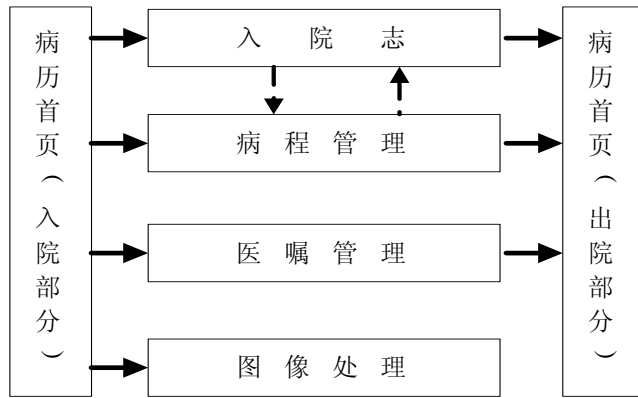 病历首页（入院部分）
入院志
病程管理
医嘱管理
图像处理
病历首页（出院部分）